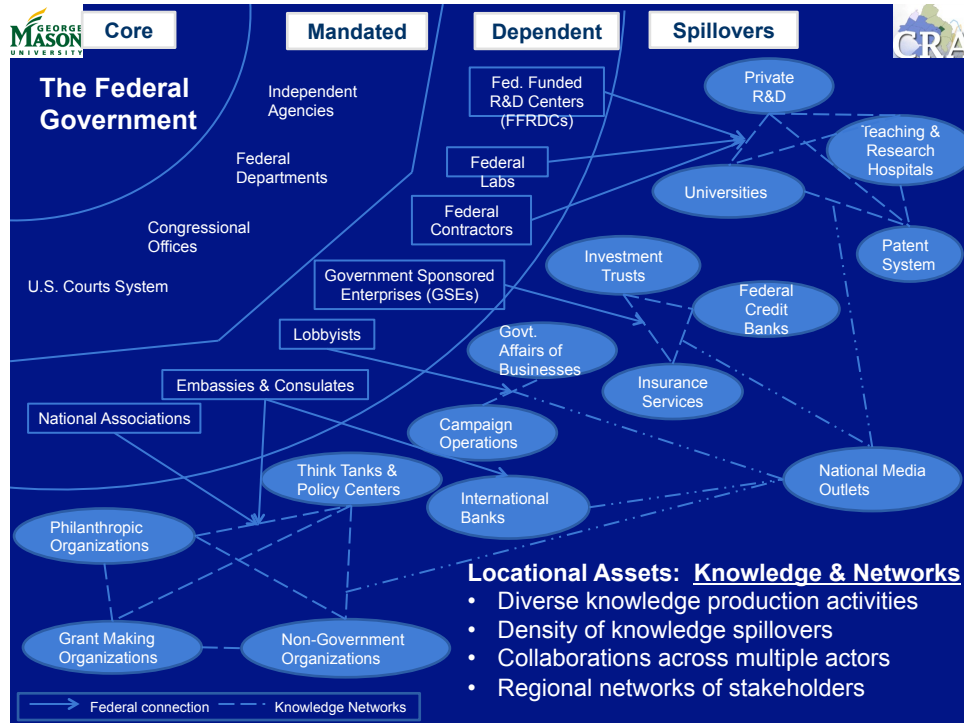 GEORGE
MASON
UNIVERSITY
Core
Mandated
Dependent
Spillovers
CRA
The Federal
Government
Independent
Agencies
Federal
Departments
Congressional
Offices
U.S. Courts System
Fed. Funded
R&D Centers
(FFRDCs)
Federal
Labs
Federal
Contractors
Government Sponsored
Enterprises (GSEs)
Lobbyists
Embassies & Consulates
National Associations
Private
R&D
Teaching &
Research
Hospitals
Universities
Patent
System
Investment
Trusts
Federal
Credit
Banks
Govt.
Affairs of
Businesses
Insurance
Services
Campaign
Operations
Think Tanks &
Policy Centers
International
Banks
National Media
Outlets
Philanthropic
Organizations
Grant Making
Organizations
Non-Government
Organizations
Locational Assets: Knowledge & Networks
• Diverse knowledge production activities
• Density of knowledge spillovers
• Collaborations across multiple actors
• Regional networks of stakeholders
Federal connection
Knowledge Networks